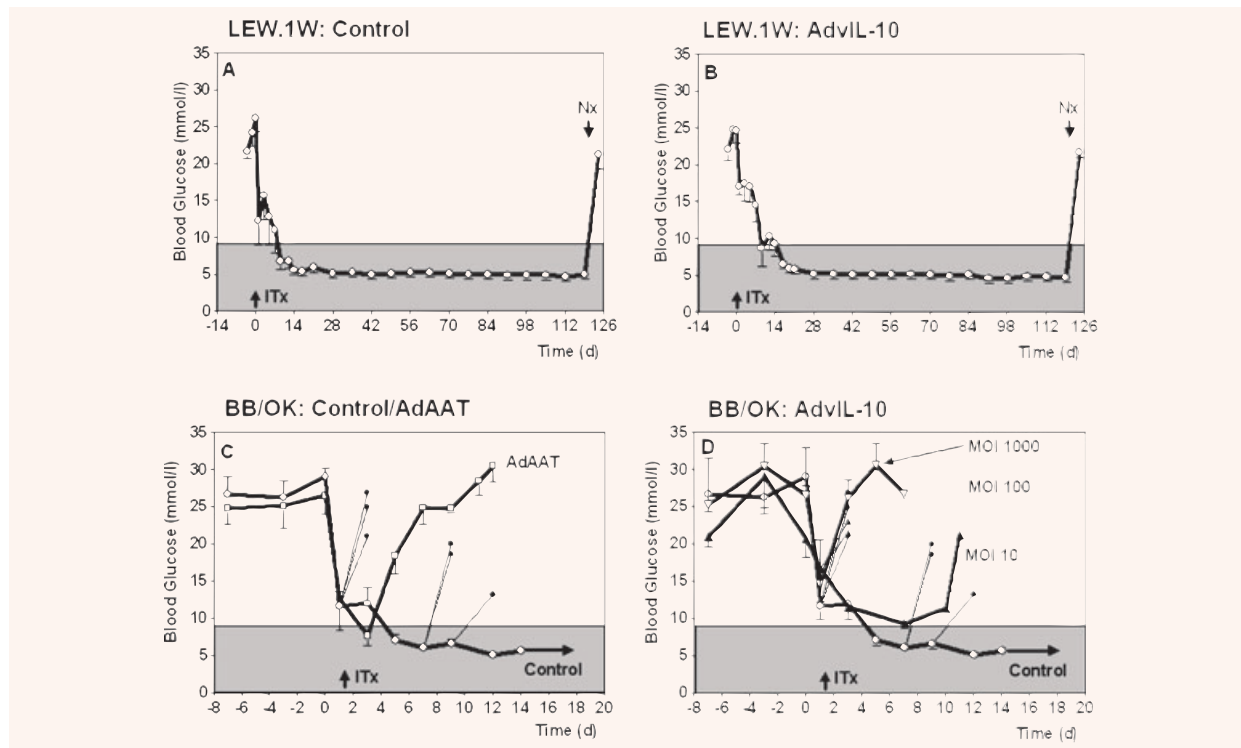 LEW.1W: Control
A
Blood Glucose (mmol/l)
35
30
25
20
15
10
5
0
Nx
ITx
-14 0 14 28 42 56 70 84 98 112 126
Time (d)
LEW.1W: AdvIL-10
B
Blood Glucose (mmol/l)
35
30
25
20
15
10
5
0
Nx
ITx
-14 0 14 28 42 56 70 84 98 112 126
Time (d)
BB/OK: Control/AdAAT
C
Blood Glucose (mmol/l)
35
30
25
20
15
10
5
0
AdAAT
Control
ITx
-8 -6 -4 -2 0 2 4 6 8 10 12 14 16 18 20
Time (d)
BB/OK: AdvIL-10
D
Blood Glucose (mmol/l)
35
30
25
20
15
10
5
0
MOI 1000
MOI 100
MOI 10
Control
ITx
-8 -6 -4 -2 0 2 4 6 8 10 12 14 16 18 20
Time (d)